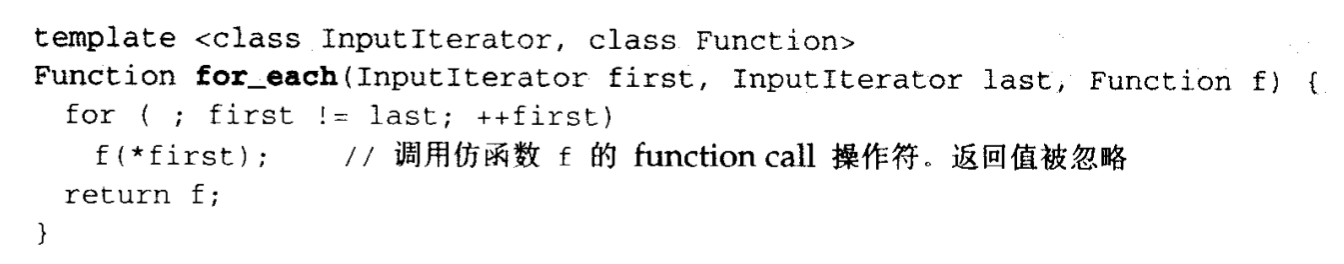 template <class InputIterator, class Function>
Function for_each(InputIterator first, InputIterator last, Function f) {
  for ( ; first != last; ++first)
    f(*first);    // 调用仿函数 f 的 function call 操作符。返回值被忽略
  return f;
}